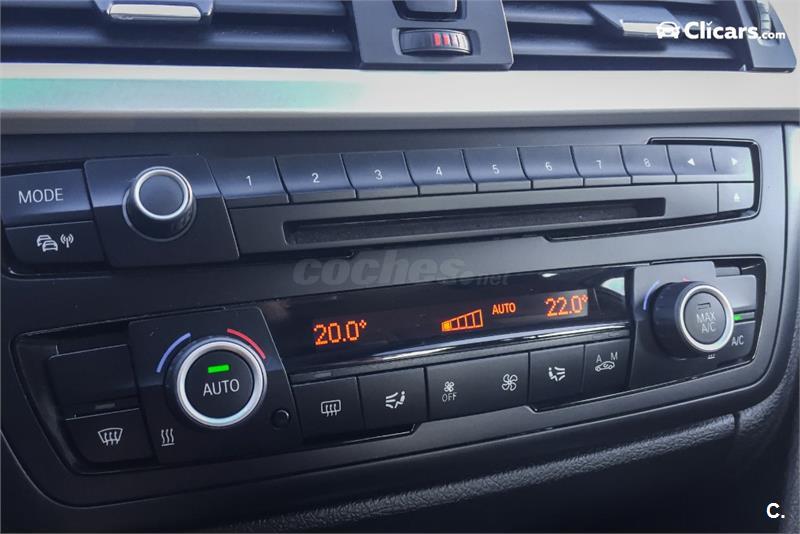 Clicars.com
1 2 3 4 5 6 7 8
MODE
coches.net
20.0° AUTO 22.0°
MAX A/C
A/C
AUTO
OFF
A M
C.